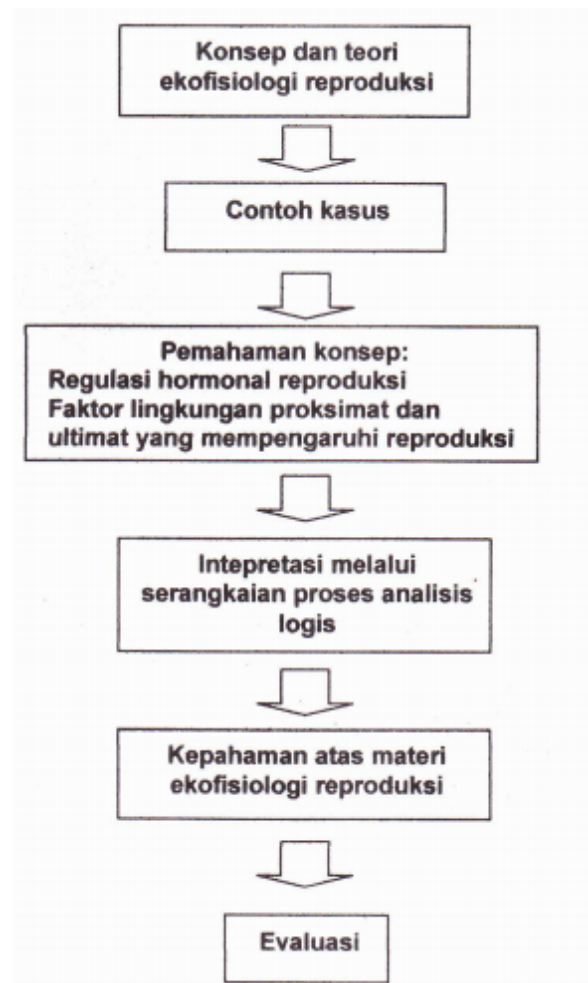 Konsep dan teori
ekofisiologi reproduksi
Contoh kasus
Pemahaman konsep:
Regulasi hormonal reproduksi
Faktor lingkungan proksimat dan
ultimat yang mempengaruhi reproduksi
Intepretasi melalui
serangkaian proses analisis
logis
Kepahaman atas materi
ekofisiologi reproduksi
Evaluasi